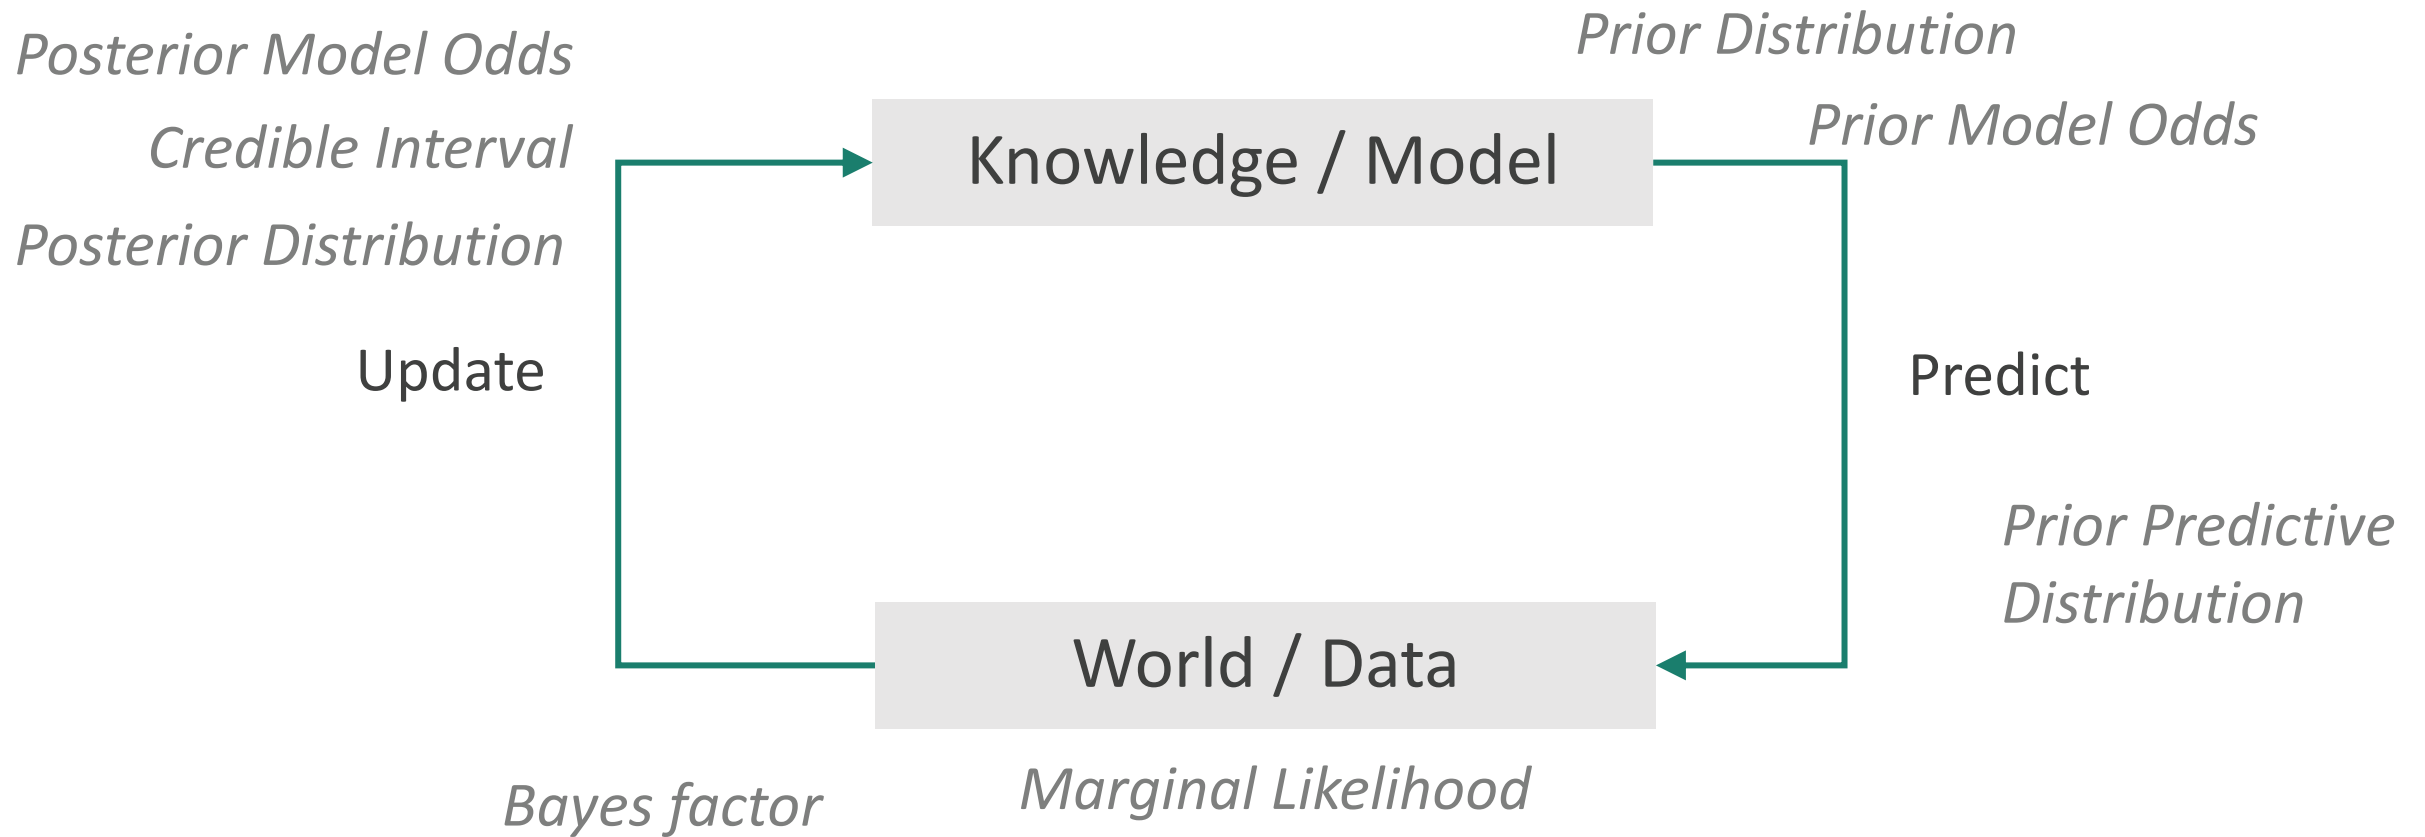 Posterior Model Odds
Credible Interval
Posterior Distribution
Update
Knowledge / Model
Prior Distribution
Prior Model Odds
Predict
Prior Predictive
Distribution
World / Data
Marginal Likelihood
Bayes factor